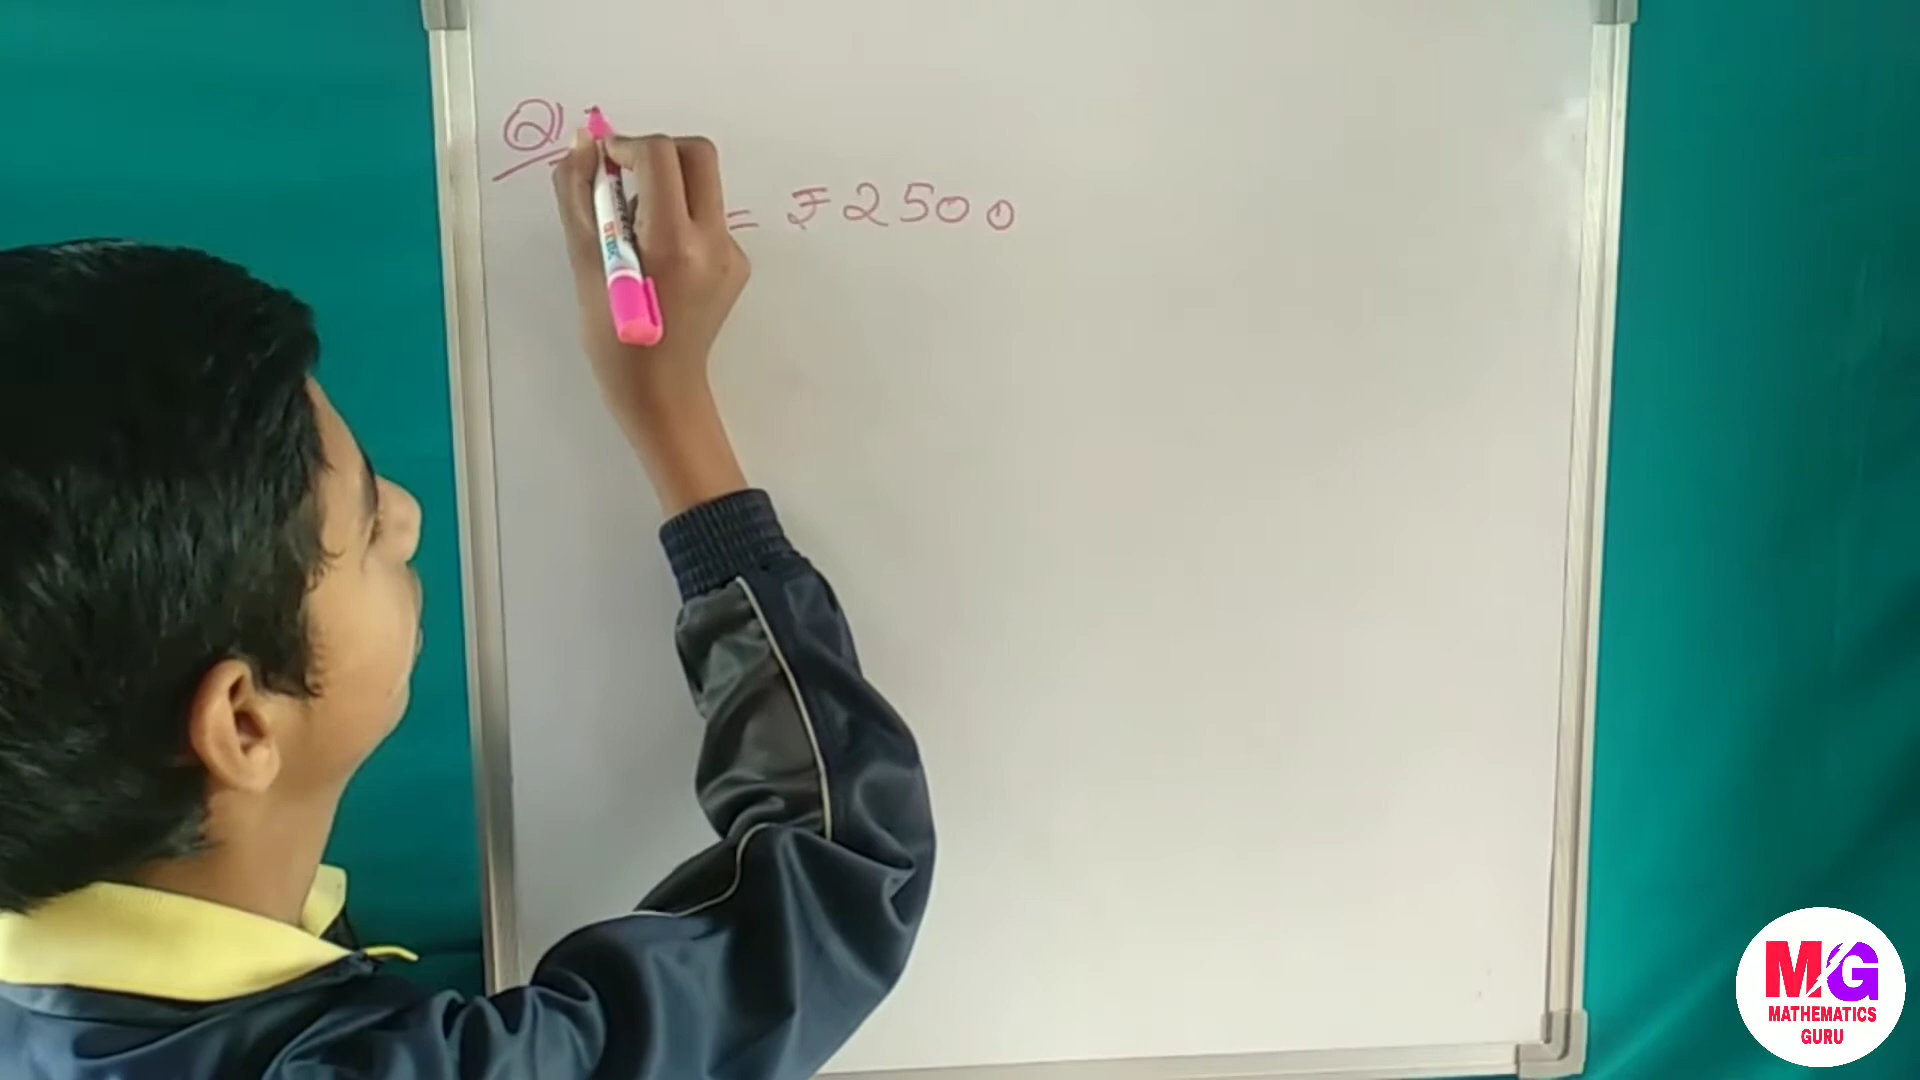 Q1
= ₹2500
MG
MATHEMATICS
GURU